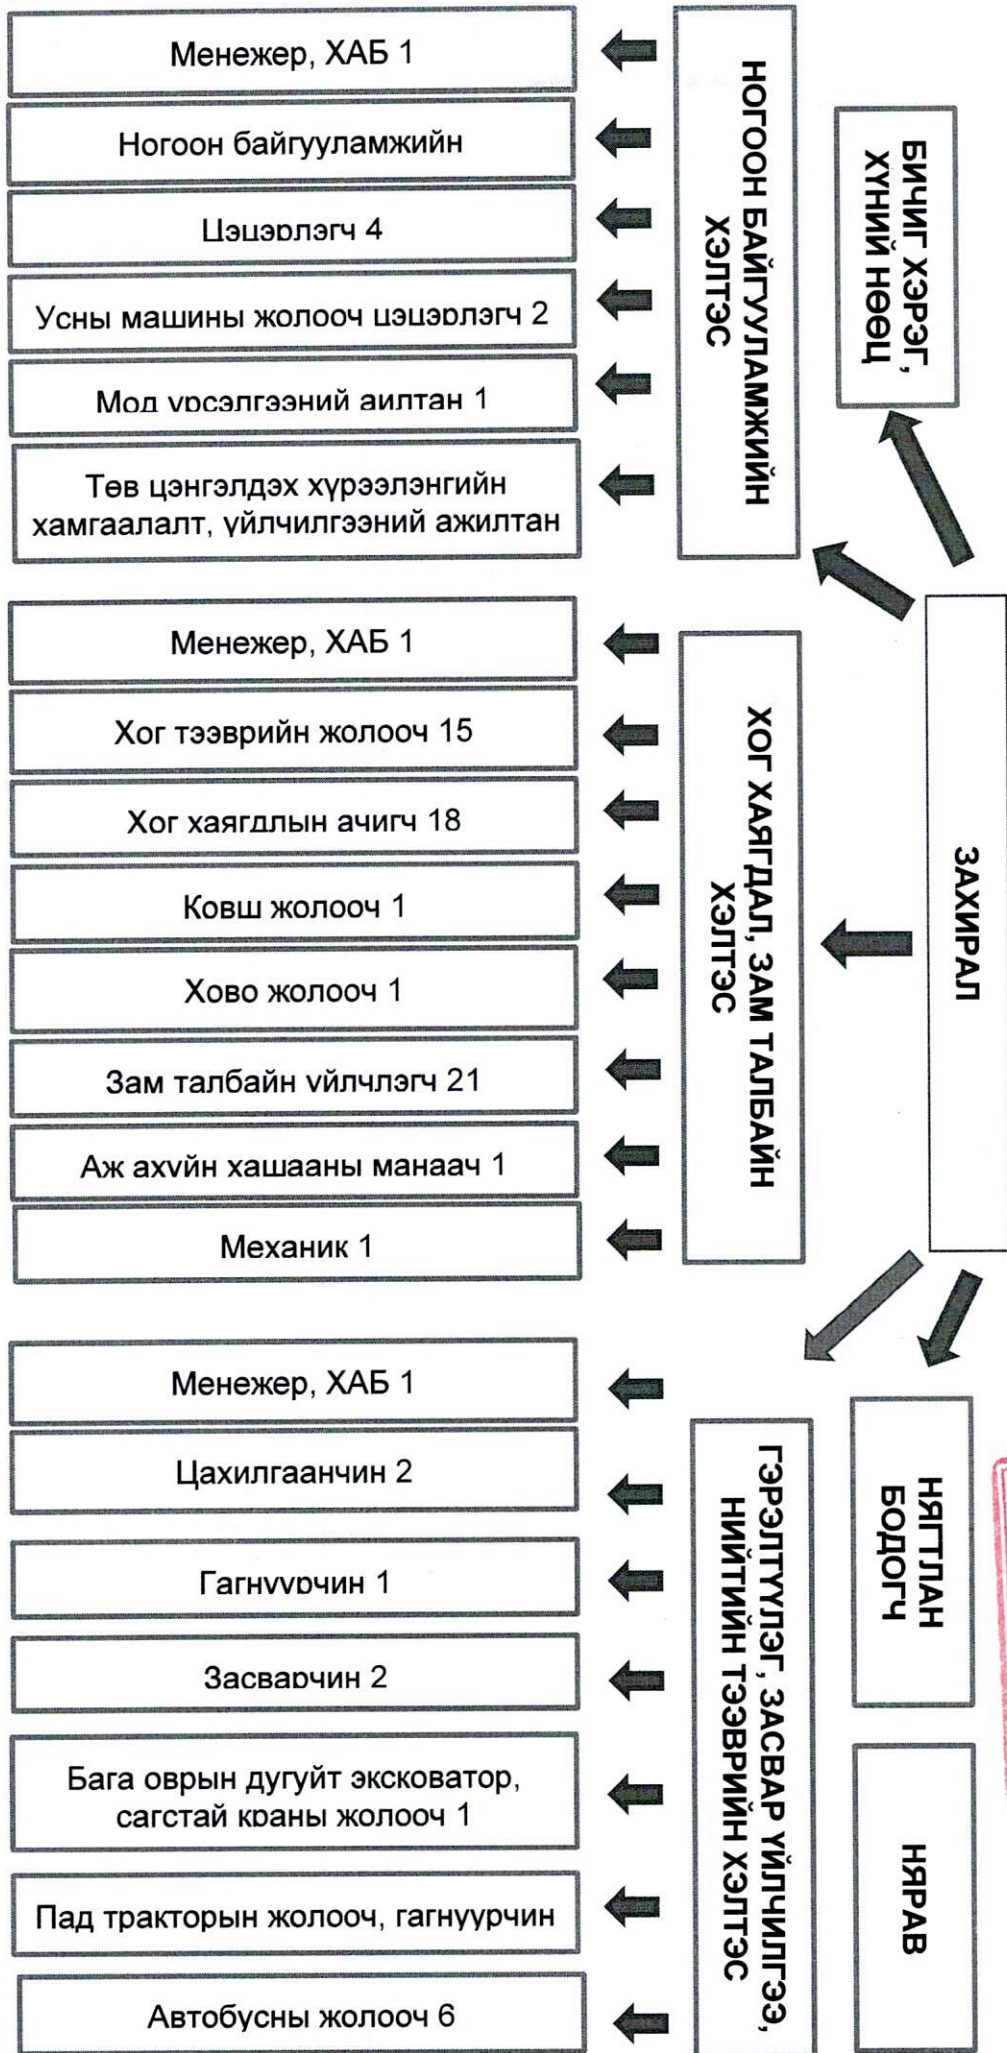 ЗАХИРАЛ
БИЧИГ ХЭРЭГ,
ХҮНИЙ НӨӨЦ
НЯГТЛАН
БОДОГЧ
НЯРАВ
НОГООН БАЙГУУЛАМЖИЙН
ХЭЛТЭС
Менежер, ХАБ 1
Ногоон байгууламжийн
Цэцэрлэгч 4
Усны машины жолооч цэцэрлэгч 2
Мод үрсэлгээний аилтан 1
Төв цэнгэлдэх хүрээлэнгийн
хамгаалалт, үйлчилгээний ажилтан
ХОГ ХАЯГДАЛ, ЗАМ ТАЛБАЙН
ХЭЛТЭС
Менежер, ХАБ 1
Хог тээврийн жолооч 15
Хог хаягдлын ачигч 18
Ковш жолооч 1
Хово жолооч 1
Зам талбайн үйлчлэгч 21
Аж ахуйн хашааны манаач 1
Механик 1
ГЭРЭЛТҮҮЛЭГ, ЗАСВАР ҮЙЛЧИЛГЭЭ,
НИЙТИЙН ТЭЭВРИЙН ХЭЛТЭС
Менежер, ХАБ 1
Цахилгаанчин 2
Гагнуурчин 1
Засварчин 2
Бага оврын дугуйт эксковатор,
сагстай краны жолооч 1
Пад тракторын жолооч, гагнуурчин
Автобусны жолооч 6